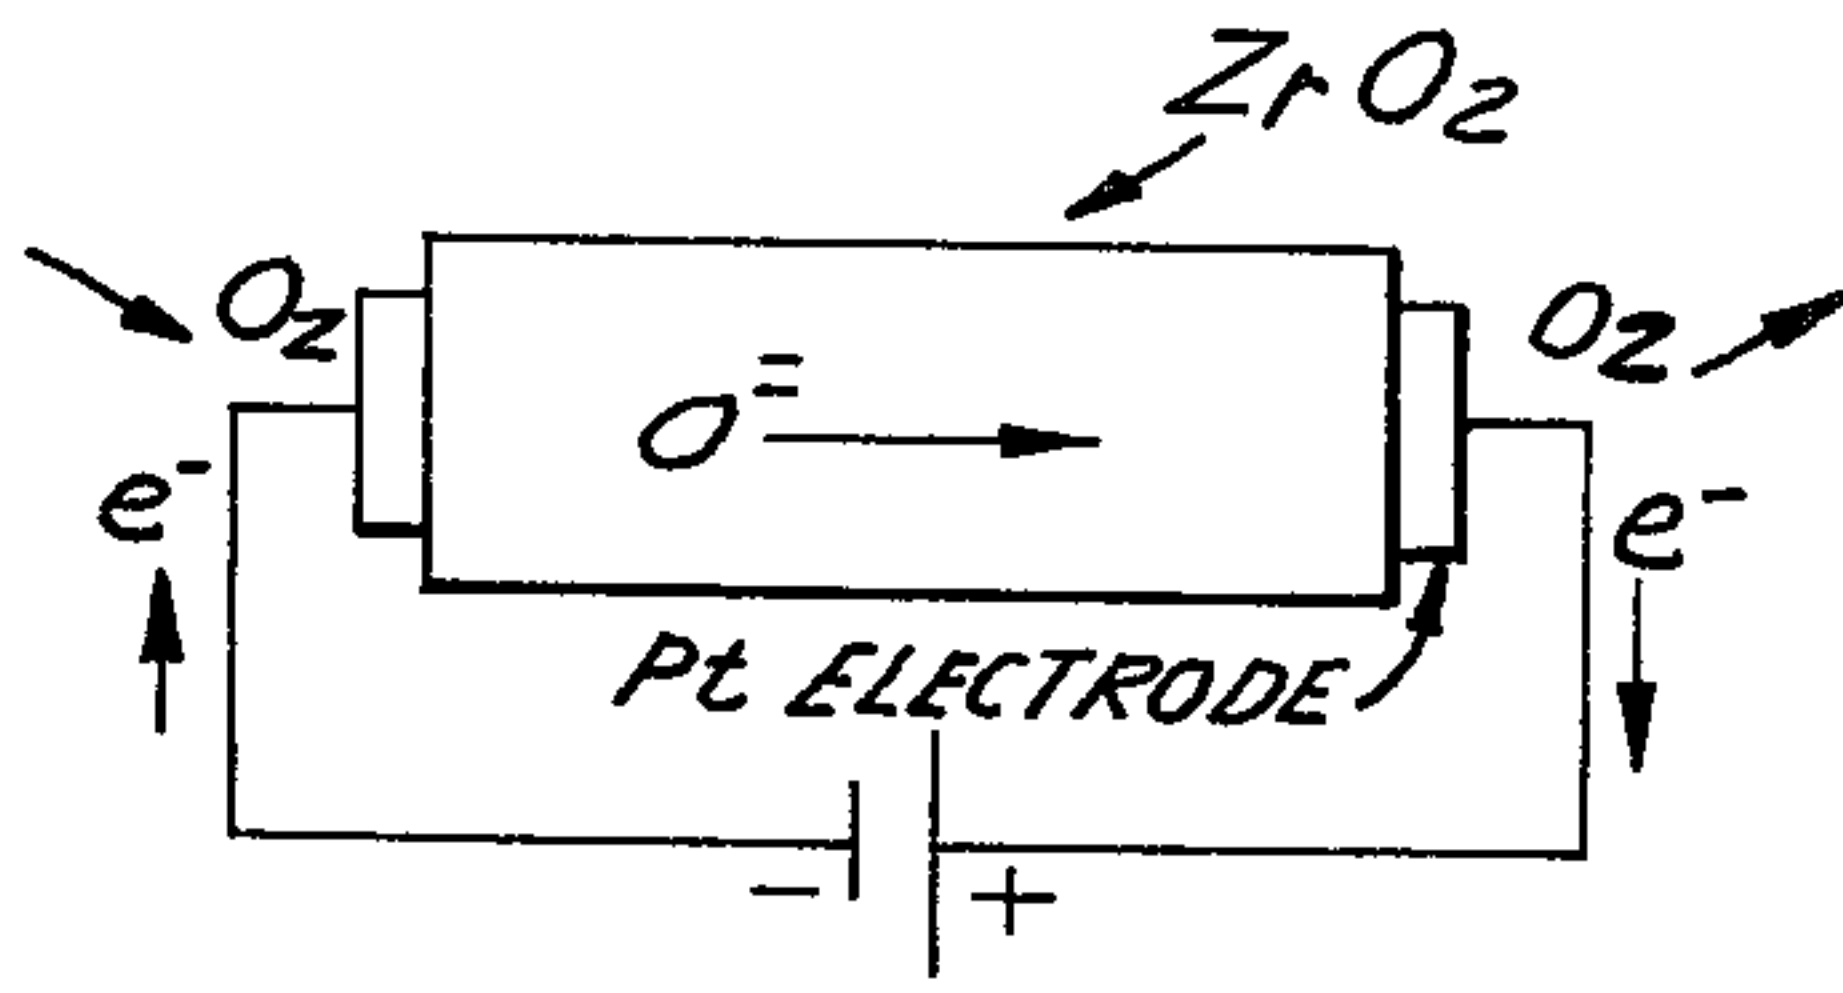 ZrO₂
O₂
O₂
O⁼
e⁻
e⁻
Pt ELECTRODE
− +